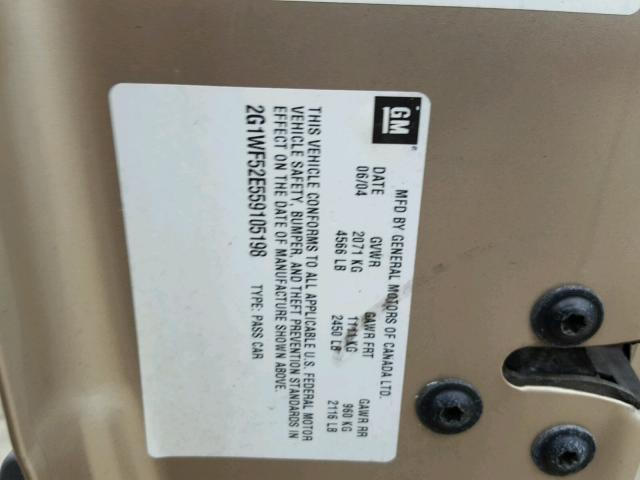 GM
MFD BY GENERAL MOTORS OF CANADA LTD.
DATE GVWR GAWR FRT GAWR RR
06/04 2071 KG 1111 KG 960 KG
4566 LB 2450 LB 2116 LB
THIS VEHICLE CONFORMS TO ALL APPLICABLE U.S. FEDERAL MOTOR
VEHICLE SAFETY, BUMPER, AND THEFT PREVENTION STANDARDS IN
EFFECT ON THE DATE OF MANUFACTURE SHOWN ABOVE.
2G1WF52E559105198 TYPE: PASS CAR